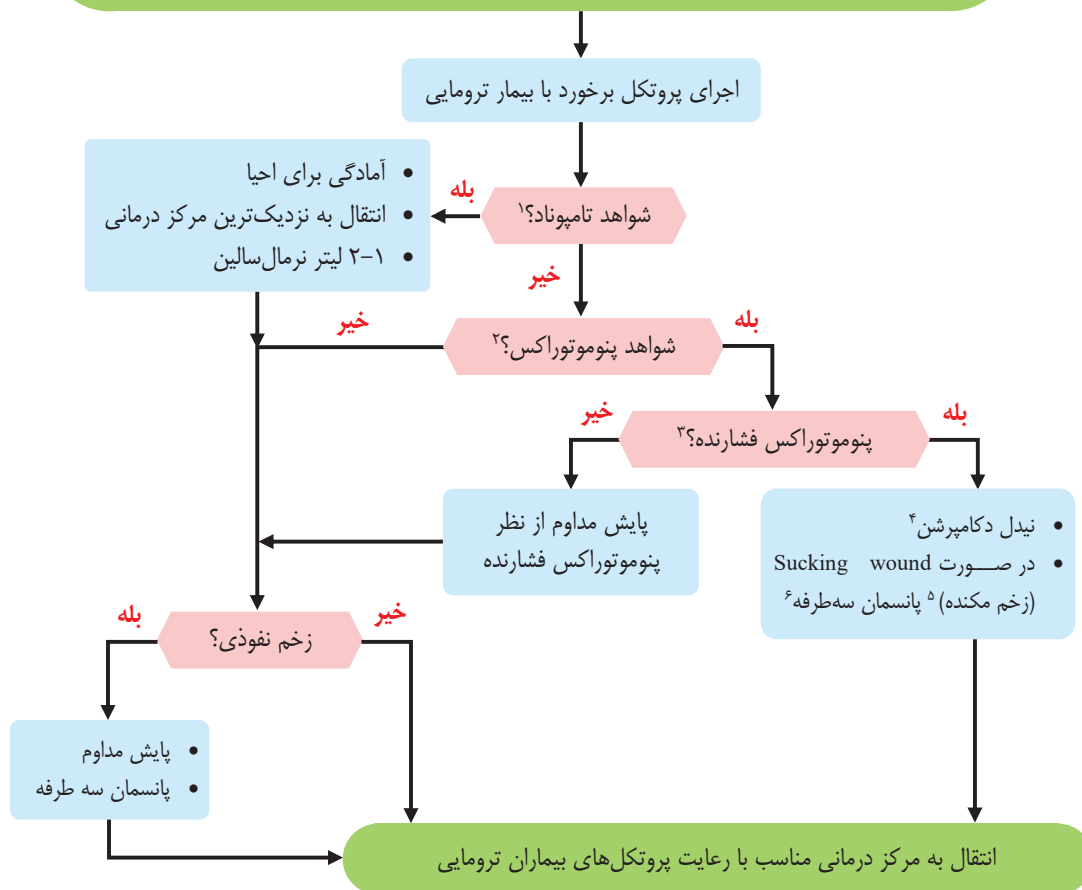 اجرای پروتکل برخورد با بیمار ترومایی
• آمادگی برای احیا
• انتقال به نزدیک‌ترین مرکز درمانی
• ۱-۲ لیتر نرمال‌سالین
بله
شواهد تامپوناد؟۱
خیر
خیر
شواهد پنوموتوراکس؟۲
بله
خیر
پنوموتوراکس فشارنده؟۳
بله
پایش مداوم از نظر
پنوموتوراکس فشارنده
• نیدل دکامپرشن۴
• در صـــورت Sucking wound
(زخم مکنده)۵ پانسمان سه‌طرفه۶
بله
زخم نفوذی؟
خیر
• پایش مداوم
• پانسمان سه طرفه
انتقال به مرکز درمانی مناسب با رعایت پروتکل‌های بیماران ترومایی